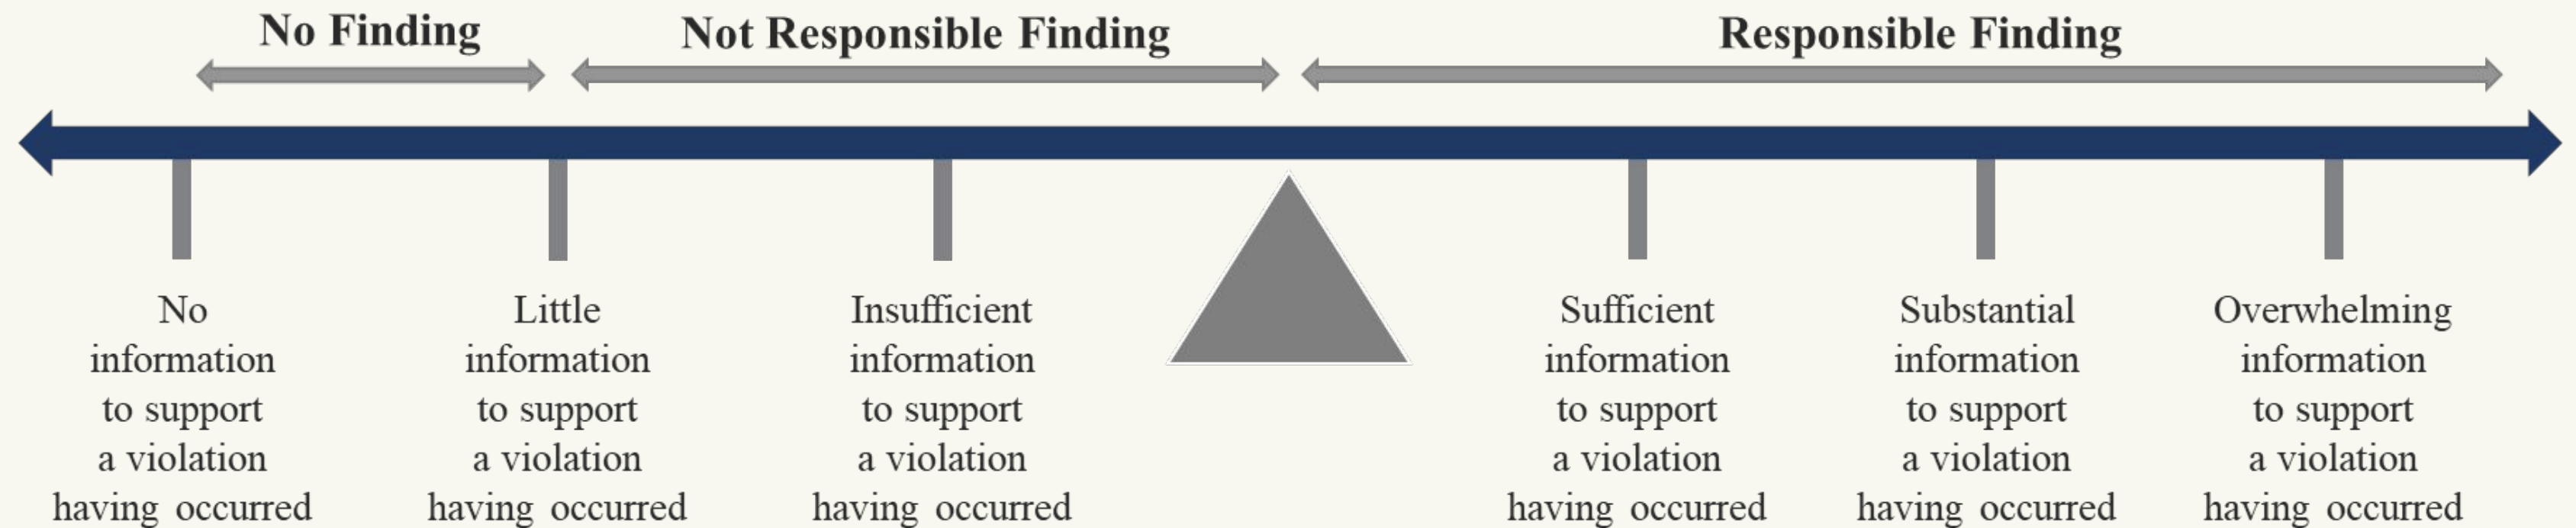 No Finding
Not Responsible Finding
Responsible Finding
No
information
to support
a violation
having occurred
Little
information
to support
a violation
having occurred
Insufficient
information
to support
a violation
having occurred
Sufficient
information
to support
a violation
having occurred
Substantial
information
to support
a violation
having occurred
Overwhelming
information
to support
a violation
having occurred